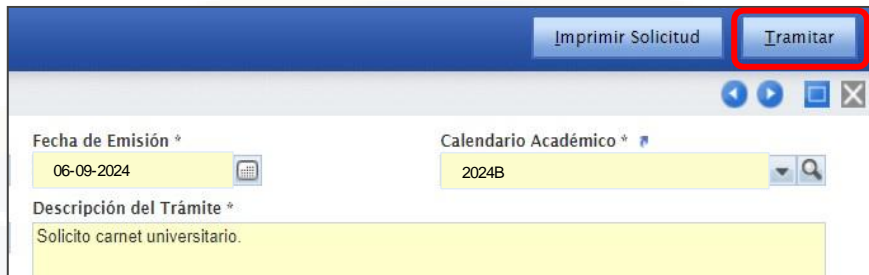 Imprimir Solicitud Tramitar
Fecha de Emisión * Calendario Académico *
06-09-2024 2024B
Descripción del Trámite *
Solicito carnet universitario.